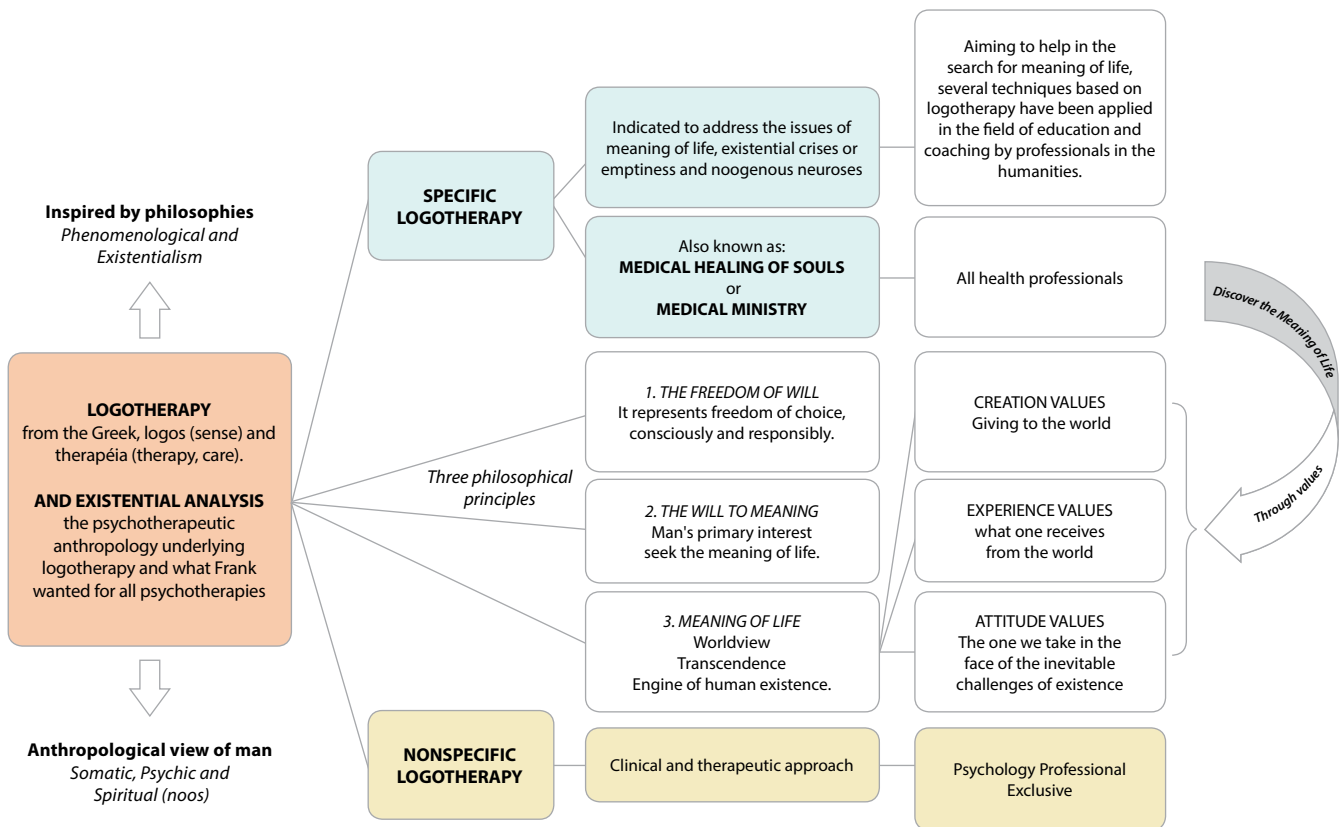 Inspired by philosophies
Phenomenological and
Existentialism
LOGOTHERAPY
from the Greek, logos (sense) and
therapéia (therapy, care).
AND EXISTENTIAL ANALYSIS
the psychotherapeutic
anthropology underlying
logotherapy and what Frank
wanted for all psychotherapies
Anthropological view of man
Somatic, Psychic and
Spiritual (noos)
SPECIFIC
LOGOTHERAPY
Indicated to address the issues of
meaning of life, existential crises or
emptiness and noogenous neuroses
Aiming to help in the
search for meaning of life,
several techniques based on
logotherapy have been applied
in the field of education and
coaching by professionals in the
humanities.
Also known as:
MEDICAL HEALING OF SOULS
or
MEDICAL MINISTRY
All health professionals
Three philosophical
principles
1. THE FREEDOM OF WILL
It represents freedom of choice,
consciously and responsibly.
2. THE WILL TO MEANING
Man's primary interest
seek the meaning of life.
3. MEANING OF LIFE
Worldview
Transcendence
Engine of human existence.
CREATION VALUES
Giving to the world
EXPERIENCE VALUES
what one receives
from the world
ATTITUDE VALUES
The one we take in the
face of the inevitable
challenges of existence
Discover the Meaning of Life
Through values
NONSPECIFIC
LOGOTHERAPY
Clinical and therapeutic approach
Psychology Professional
Exclusive